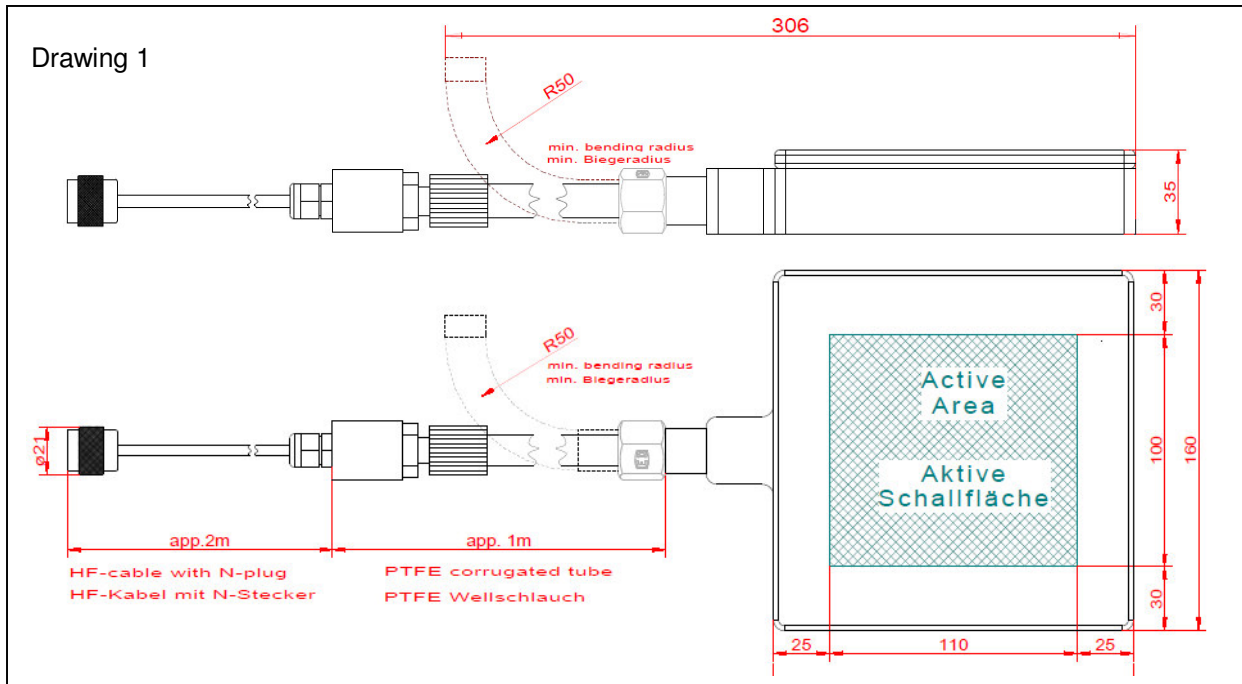 306
Drawing 1
R50
min. bending radius
min. Biegeradius
35
R50
min. bending radius
min. Biegeradius
30
Active
Area
ø21
100
160
Aktive
Schallfläche
app.2m
app. 1m
HF-cable with N-plug
PTFE corrugated tube
HF-Kabel mit N-Stecker
PTFE Wellschlauch
30
25
110
25